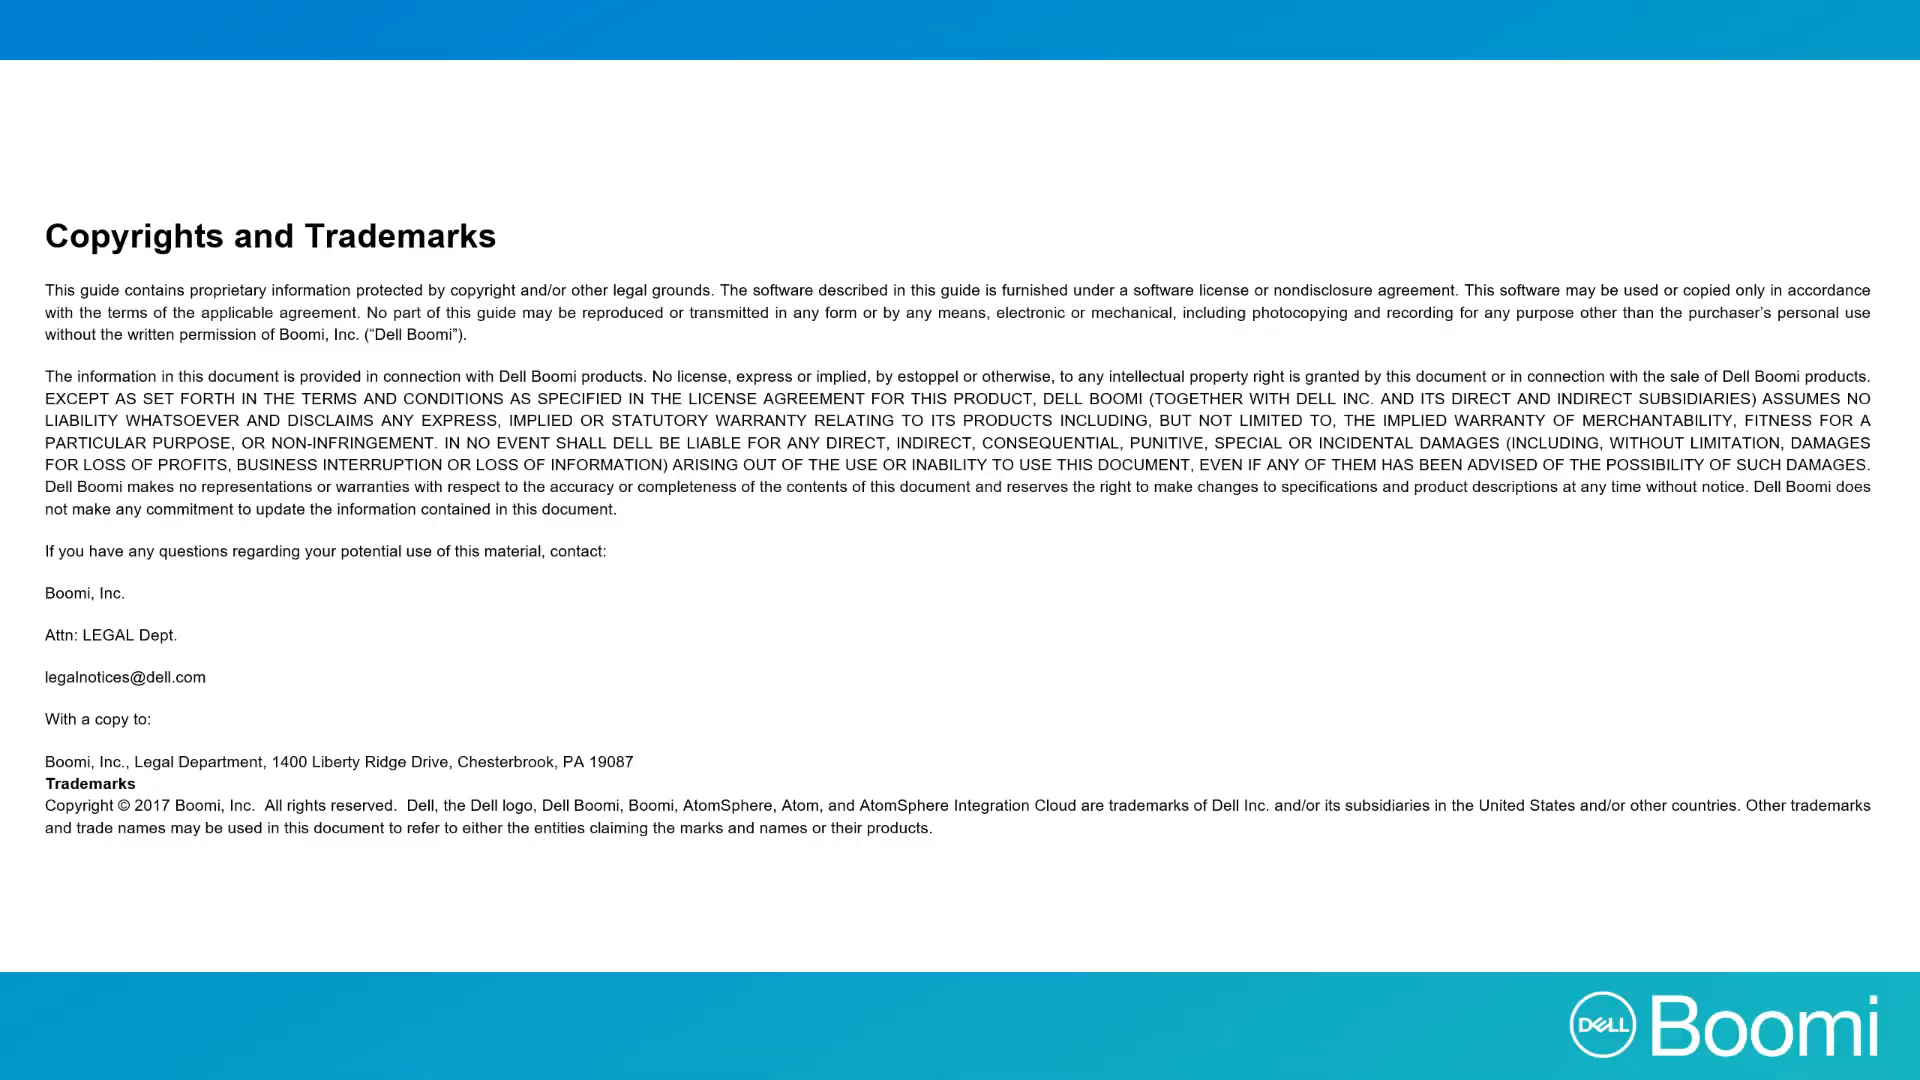 Copyrights and Trademarks
This guide contains proprietary information protected by copyright and/or other legal grounds. The software described in this guide is furnished under a software license or nondisclosure agreement. This software may be used or copied only in accordance
with the terms of the applicable agreement. No part of this guide may be reproduced or transmitted in any form or by any means, electronic or mechanical, including photocopying and recording for any purpose other than the purchaser’s personal use
without the written permission of Boomi, Inc. (“Dell Boomi”).
The information in this document is provided in connection with Dell Boomi products. No license, express or implied, by estoppel or otherwise, to any intellectual property right is granted by this document or in connection with the sale of Dell Boomi products.
EXCEPT AS SET FORTH IN THE TERMS AND CONDITIONS AS SPECIFIED IN THE LICENSE AGREEMENT FOR THIS PRODUCT, DELL BOOMI (TOGETHER WITH DELL INC. AND ITS DIRECT AND INDIRECT SUBSIDIARIES) ASSUMES NO
LIABILITY WHATSOEVER AND DISCLAIMS ANY EXPRESS, IMPLIED OR STATUTORY WARRANTY RELATING TO ITS PRODUCTS INCLUDING, BUT NOT LIMITED TO, THE IMPLIED WARRANTY OF MERCHANTABILITY, FITNESS FOR A
PARTICULAR PURPOSE, OR NON-INFRINGEMENT. IN NO EVENT SHALL DELL BE LIABLE FOR ANY DIRECT, INDIRECT, CONSEQUENTIAL, PUNITIVE, SPECIAL OR INCIDENTAL DAMAGES (INCLUDING, WITHOUT LIMITATION, DAMAGES
FOR LOSS OF PROFITS, BUSINESS INTERRUPTION OR LOSS OF INFORMATION) ARISING OUT OF THE USE OR INABILITY TO USE THIS DOCUMENT, EVEN IF ANY OF THEM HAS BEEN ADVISED OF THE POSSIBILITY OF SUCH DAMAGES.
Dell Boomi makes no representations or warranties with respect to the accuracy or completeness of the contents of this document and reserves the right to make changes to specifications and product descriptions at any time without notice. Dell Boomi does
not make any commitment to update the information contained in this document.
If you have any questions regarding your potential use of this material, contact:
Boomi, Inc.
Attn: LEGAL Dept.
legalnotices@dell.com
With a copy to:
Boomi, Inc., Legal Department, 1400 Liberty Ridge Drive, Chesterbrook, PA 19087
Trademarks
Copyright © 2017 Boomi, Inc.  All rights reserved.  Dell, the Dell logo, Dell Boomi, Boomi, AtomSphere, Atom, and AtomSphere Integration Cloud are trademarks of Dell Inc. and/or its subsidiaries in the United States and/or other countries. Other trademarks
and trade names may be used in this document to refer to either the entities claiming the marks and names or their products.
DELL Boomi